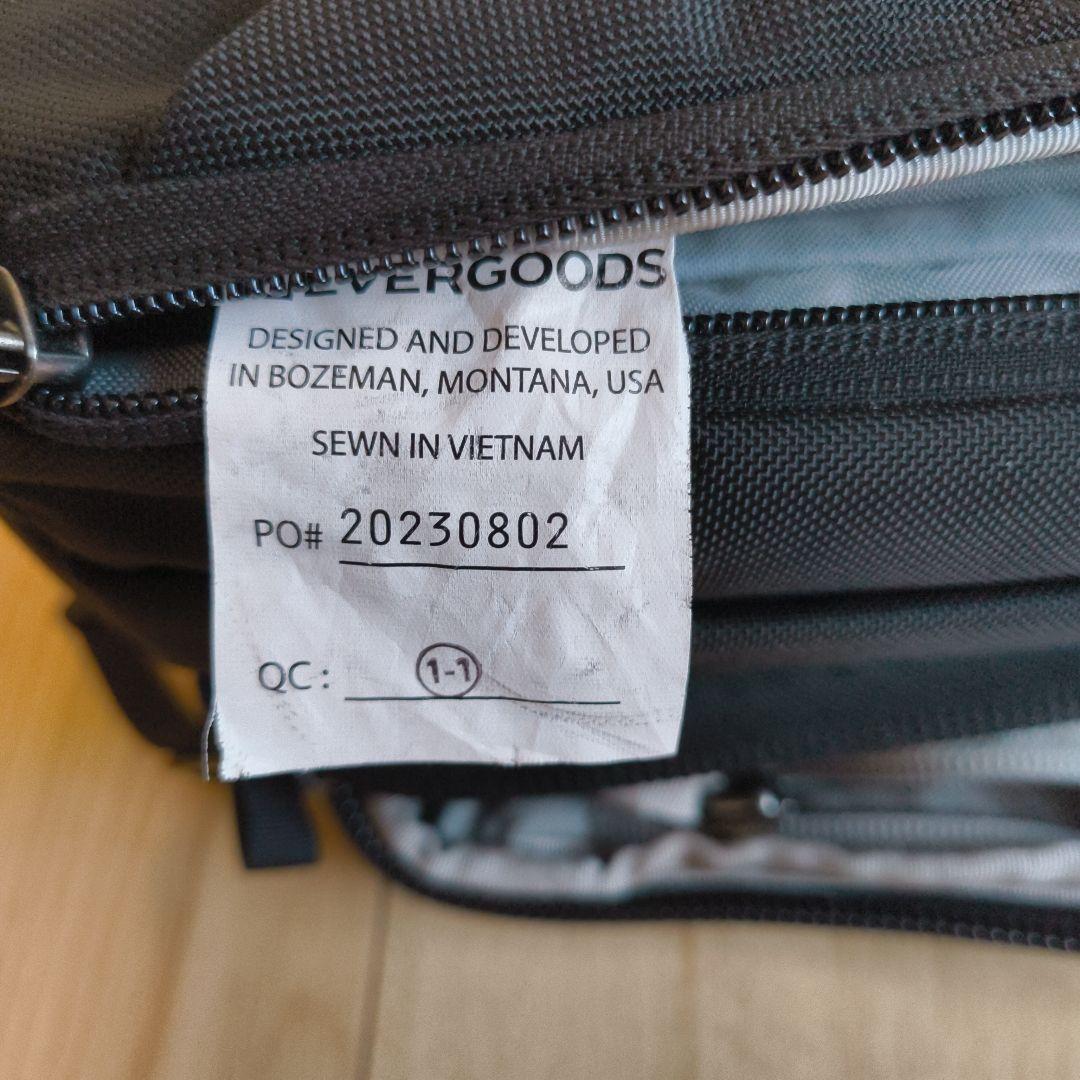 EVERGOODS
DESIGNED AND DEVELOPED
IN BOZEMAN, MONTANA, USA
SEWN IN VIETNAM
PO# 20230802
QC: 1-1